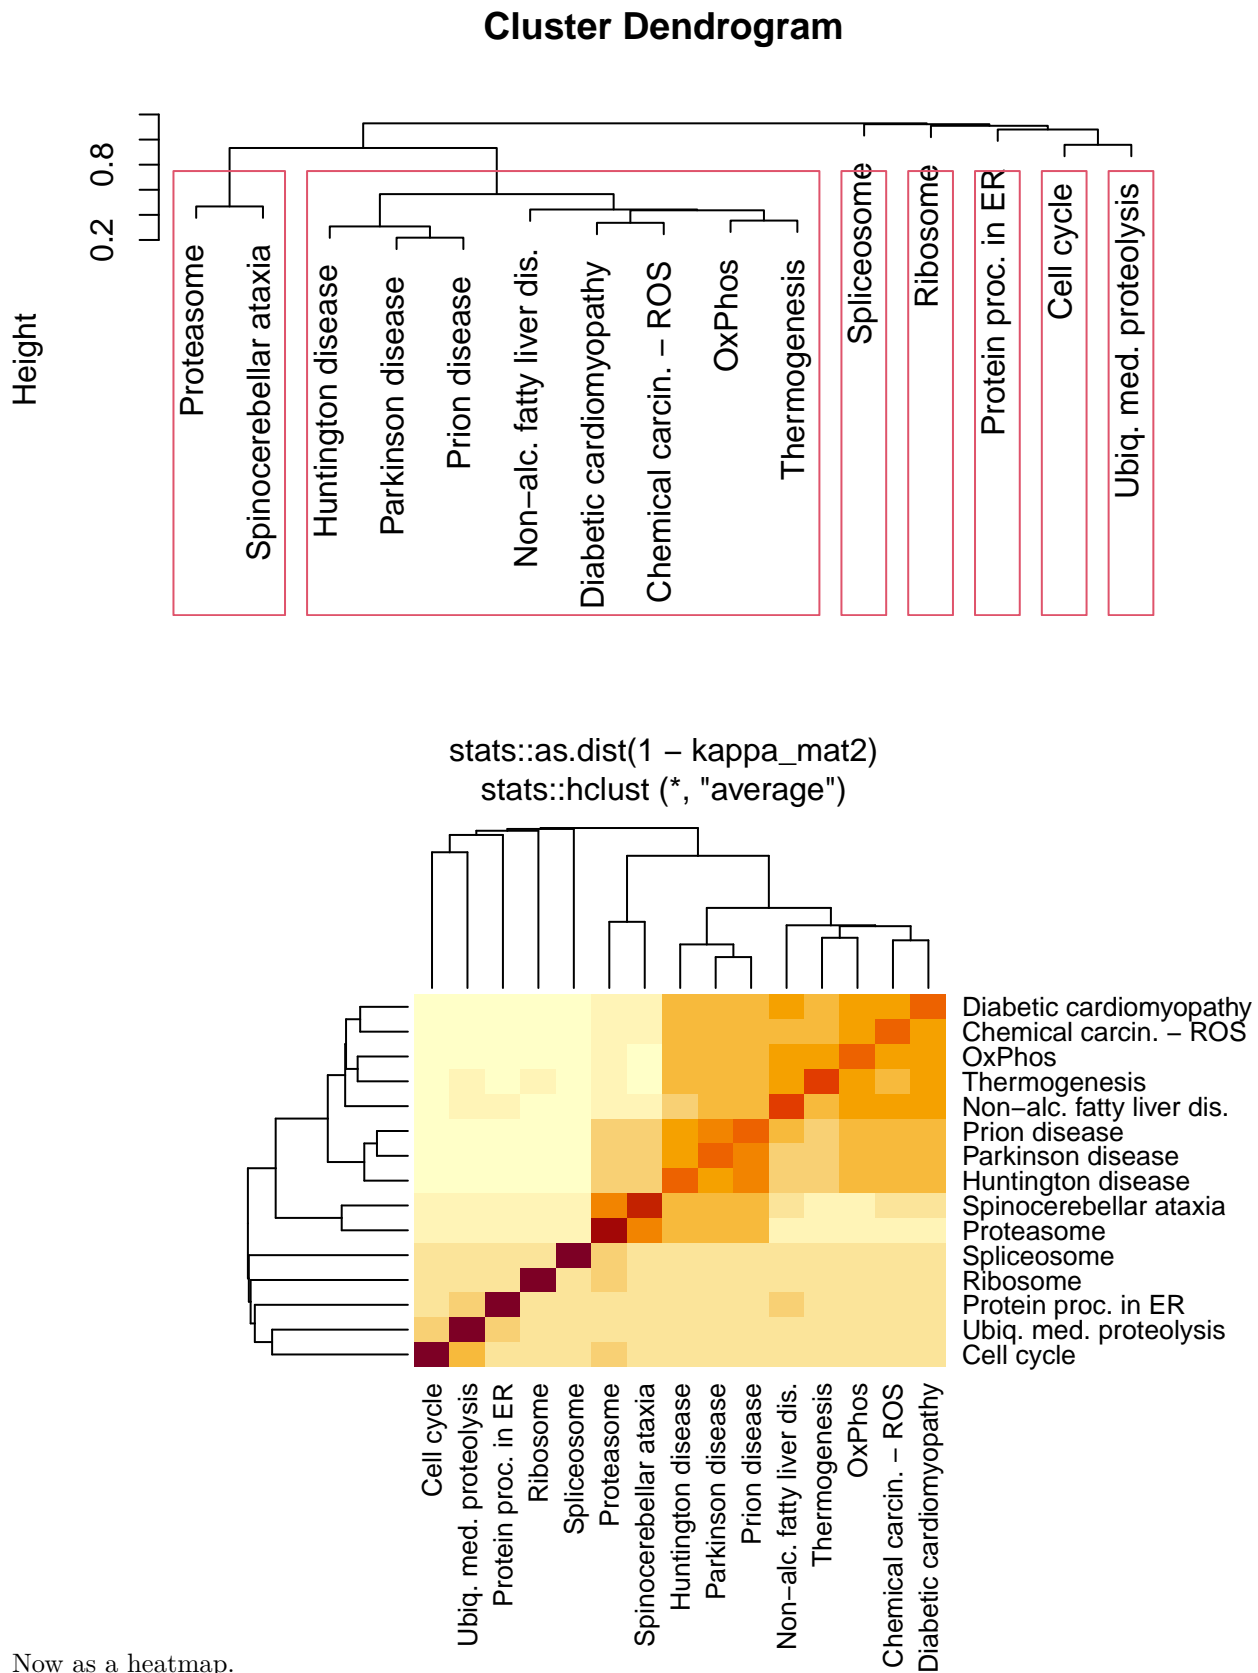 Cluster Dendrogram
Height
0.2
0.8
Proteasome
Spinocerebellar ataxia
Huntington disease
Parkinson disease
Prion disease
Non−alc. fatty liver dis.
Diabetic cardiomyopathy
Chemical carcin. − ROS
OxPhos
Thermogenesis
Spliceosome
Ribosome
Protein proc. in ER
Cell cycle
Ubiq. med. proteolysis
stats::as.dist(1 − kappa_mat2)
stats::hclust (*, "average")
Diabetic cardiomyopathy
Chemical carcin. − ROS
OxPhos
Thermogenesis
Non−alc. fatty liver dis.
Prion disease
Parkinson disease
Huntington disease
Spinocerebellar ataxia
Proteasome
Spliceosome
Ribosome
Protein proc. in ER
Ubiq. med. proteolysis
Cell cycle
Cell cycle
Ubiq. med. proteolysis
Protein proc. in ER
Ribosome
Spliceosome
Proteasome
Spinocerebellar ataxia
Huntington disease
Parkinson disease
Prion disease
Non−alc. fatty liver dis.
Thermogenesis
OxPhos
Chemical carcin. − ROS
Diabetic cardiomyopathy
Now as a heatmap.